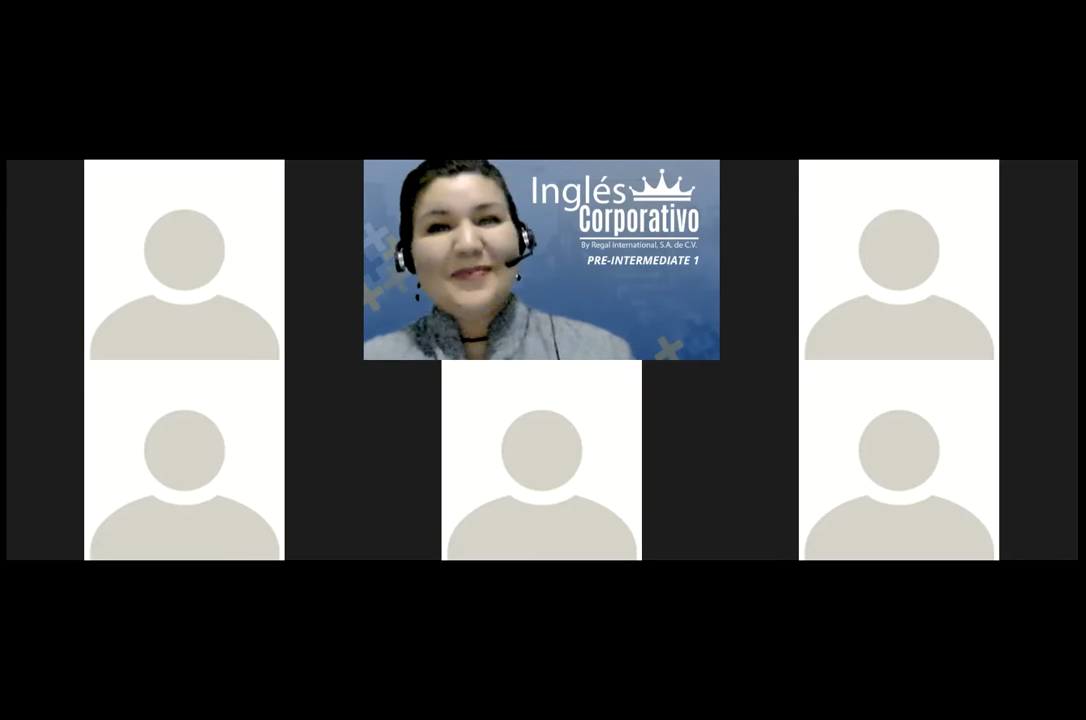 Inglés
Corporativo
By Regal International, S.A. de C.V.
PRE-INTERMEDIATE 1